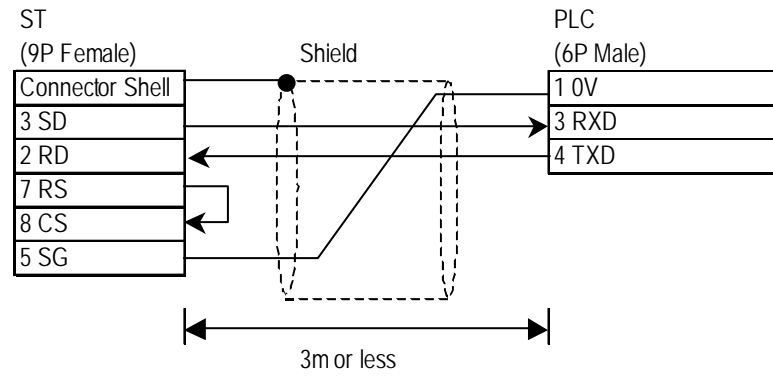 ST
(9P Female)
Shield
PLC
(6P Male)
Connector Shell
1 0V
3 SD
3 RXD
2 RD
4 TXD
7 RS
8 CS
5 SG
3m or less